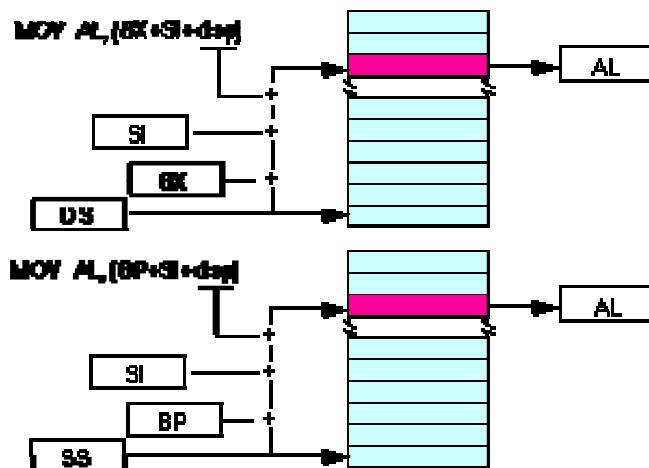 MOV AL, [BX+SI+disp]
AL
+
SI
+
BX
+
DS
MOV AL, [BP+SI+disp]
AL
+
SI
+
BP
+
SS